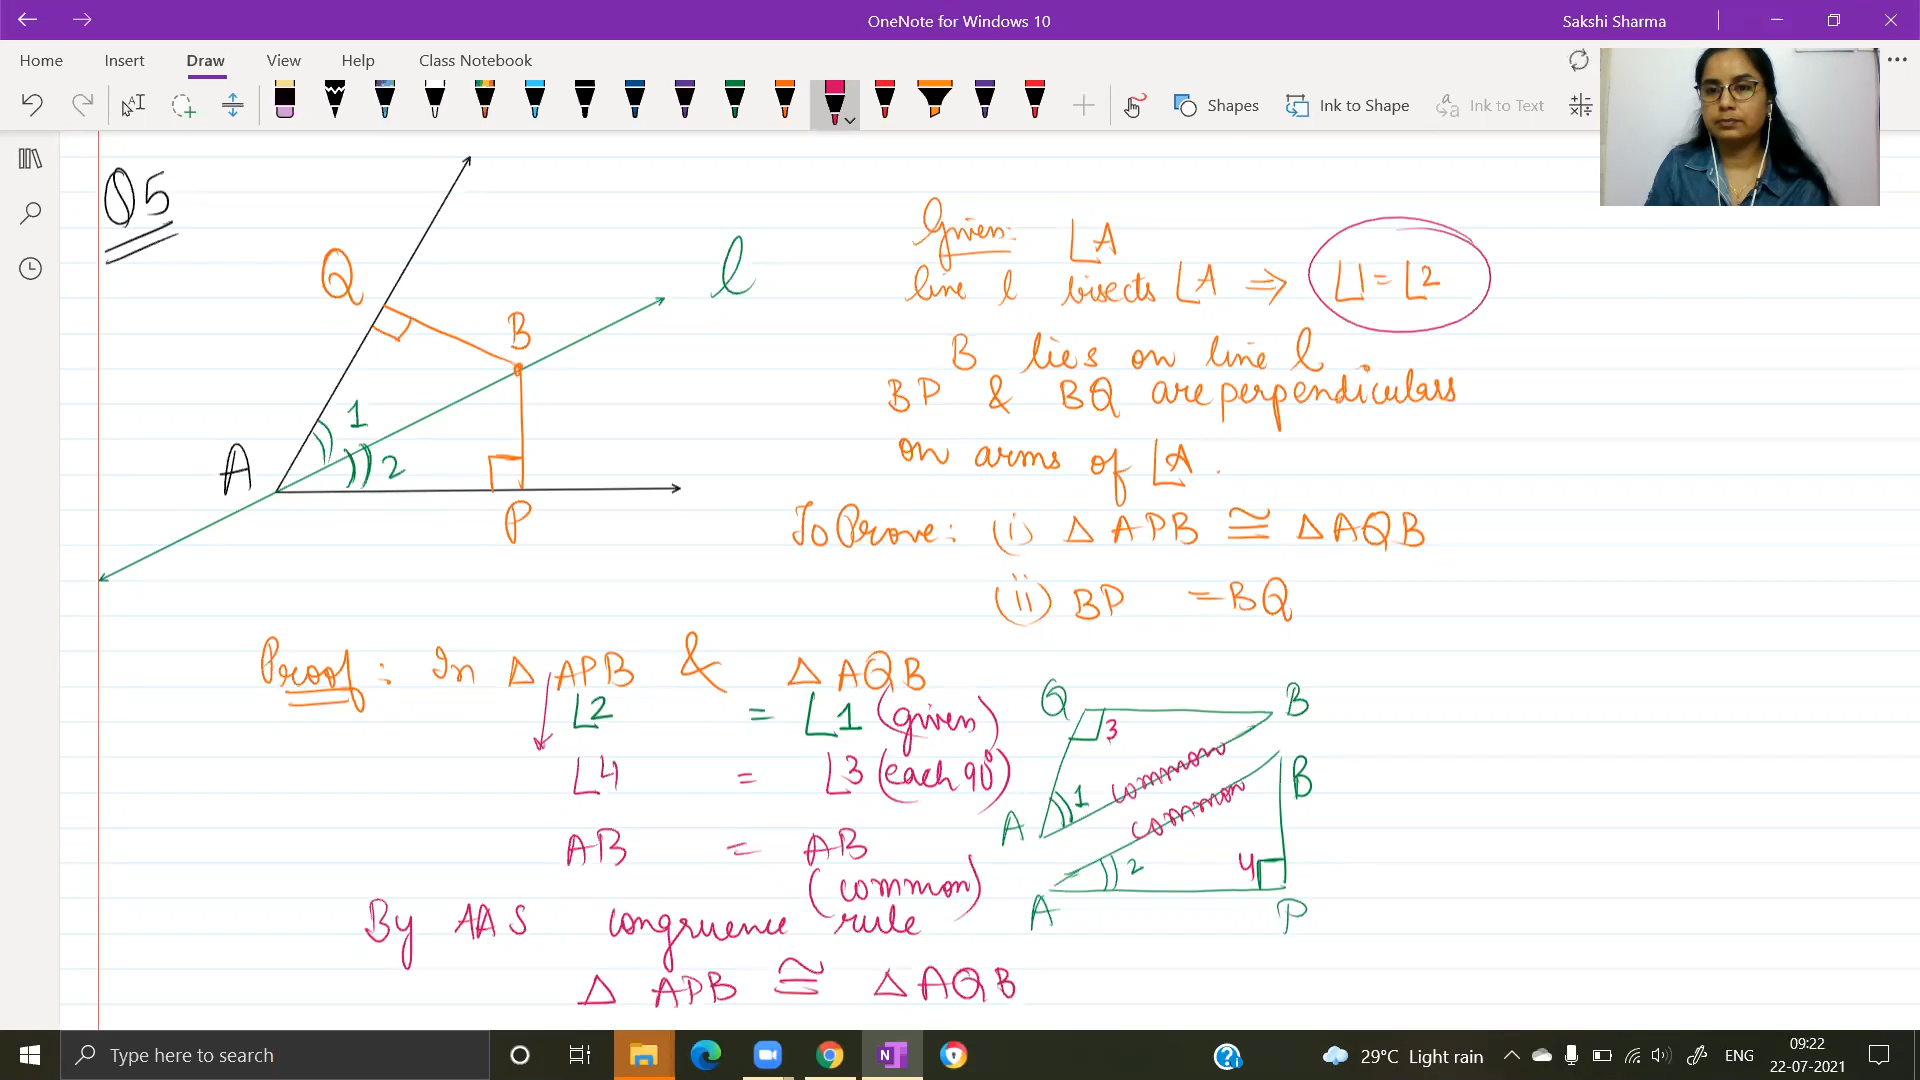 OneNote for Windows 10
Sakshi Sharma
Home Insert Draw View Help Class Notebook
Shapes Ink to Shape Ink to Text
Q5
Q
B
l
1
2
A
P
Given: ∠A
line l bisects ∠A ⇒ ∠1 = ∠2
B lies on line l.
BP & BQ are perpendiculars
on arms of ∠A.
To Prove: (i) △ APB ≅ △ AQB
(ii) BP = BQ
Proof: In △ APB & △ AQB
∠2 = ∠1 (given)
∠4 = ∠3 (each 90°)
AB = AB
(common)
By AAS congruence rule
△ APB ≅ △ AQB
Q B
3
common
1
A
B
common
2 4
A P
Type here to search
29°C Light rain
ENG
09:22
22-07-2021